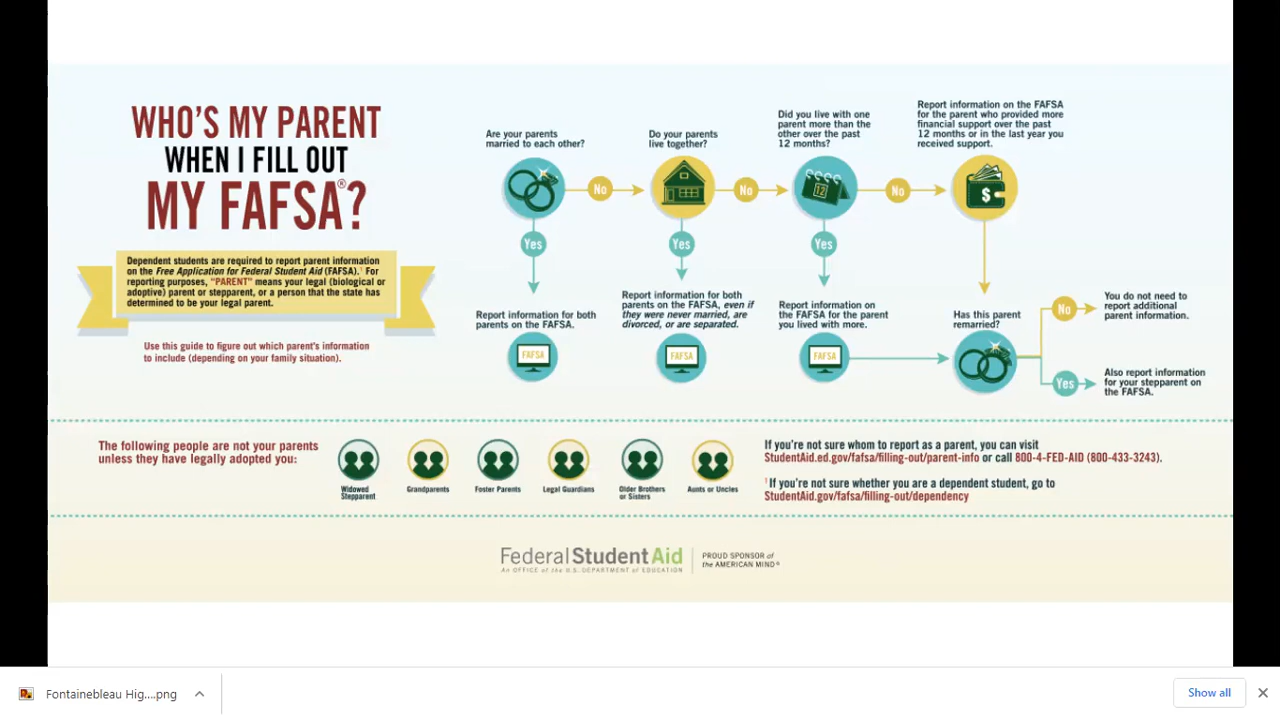 WHO'S MY PARENT
WHEN I FILL OUT
MY FAFSA®?
Dependent students are required to report parent information
on the Free Application for Federal Student Aid (FAFSA).¹ For
reporting purposes, "PARENT" means your legal (biological or
adoptive) parent or stepparent, or a person that the state has
determined to be your legal parent.
Use this guide to figure out which parent's information
to include (depending on your family situation).
Are your parents
married to each other?
No
Do your parents
live together?
No
Did you live with one
parent more than the
other over the past
12 months?
12
No
Report information on the FAFSA
for the parent who provided more
financial support over the past
12 months or in the last year you
received support.
$
Yes
Report information for both
parents on the FAFSA.
FAFSA
Yes
Report information for both
parents on the FAFSA, even if
they were never married, are
divorced, or are separated.
FAFSA
Yes
Report information on
the FAFSA for the parent
you lived with more.
FAFSA
Has this parent
remarried?
No
You do not need to
report additional
parent information.
Yes
Also report information
for your stepparent on
the FAFSA.
The following people are not your parents
unless they have legally adopted you:
Widowed
Stepparent
Grandparents
Foster Parents
Legal Guardians
Older Brothers
or Sisters
Aunts or Uncles
If you're not sure whom to report as a parent, you can visit
StudentAid.ed.gov/fafsa/filling-out/parent-info or call 800-4-FED-AID (800-433-3243).
¹ If you're not sure whether you are a dependent student, go to
StudentAid.gov/fafsa/filling-out/dependency
Federal Student Aid
An OFFICE of the U.S. DEPARTMENT of EDUCATION
PROUD SPONSOR of
the AMERICAN MIND®
Fontainebleau Hig....png
Show all